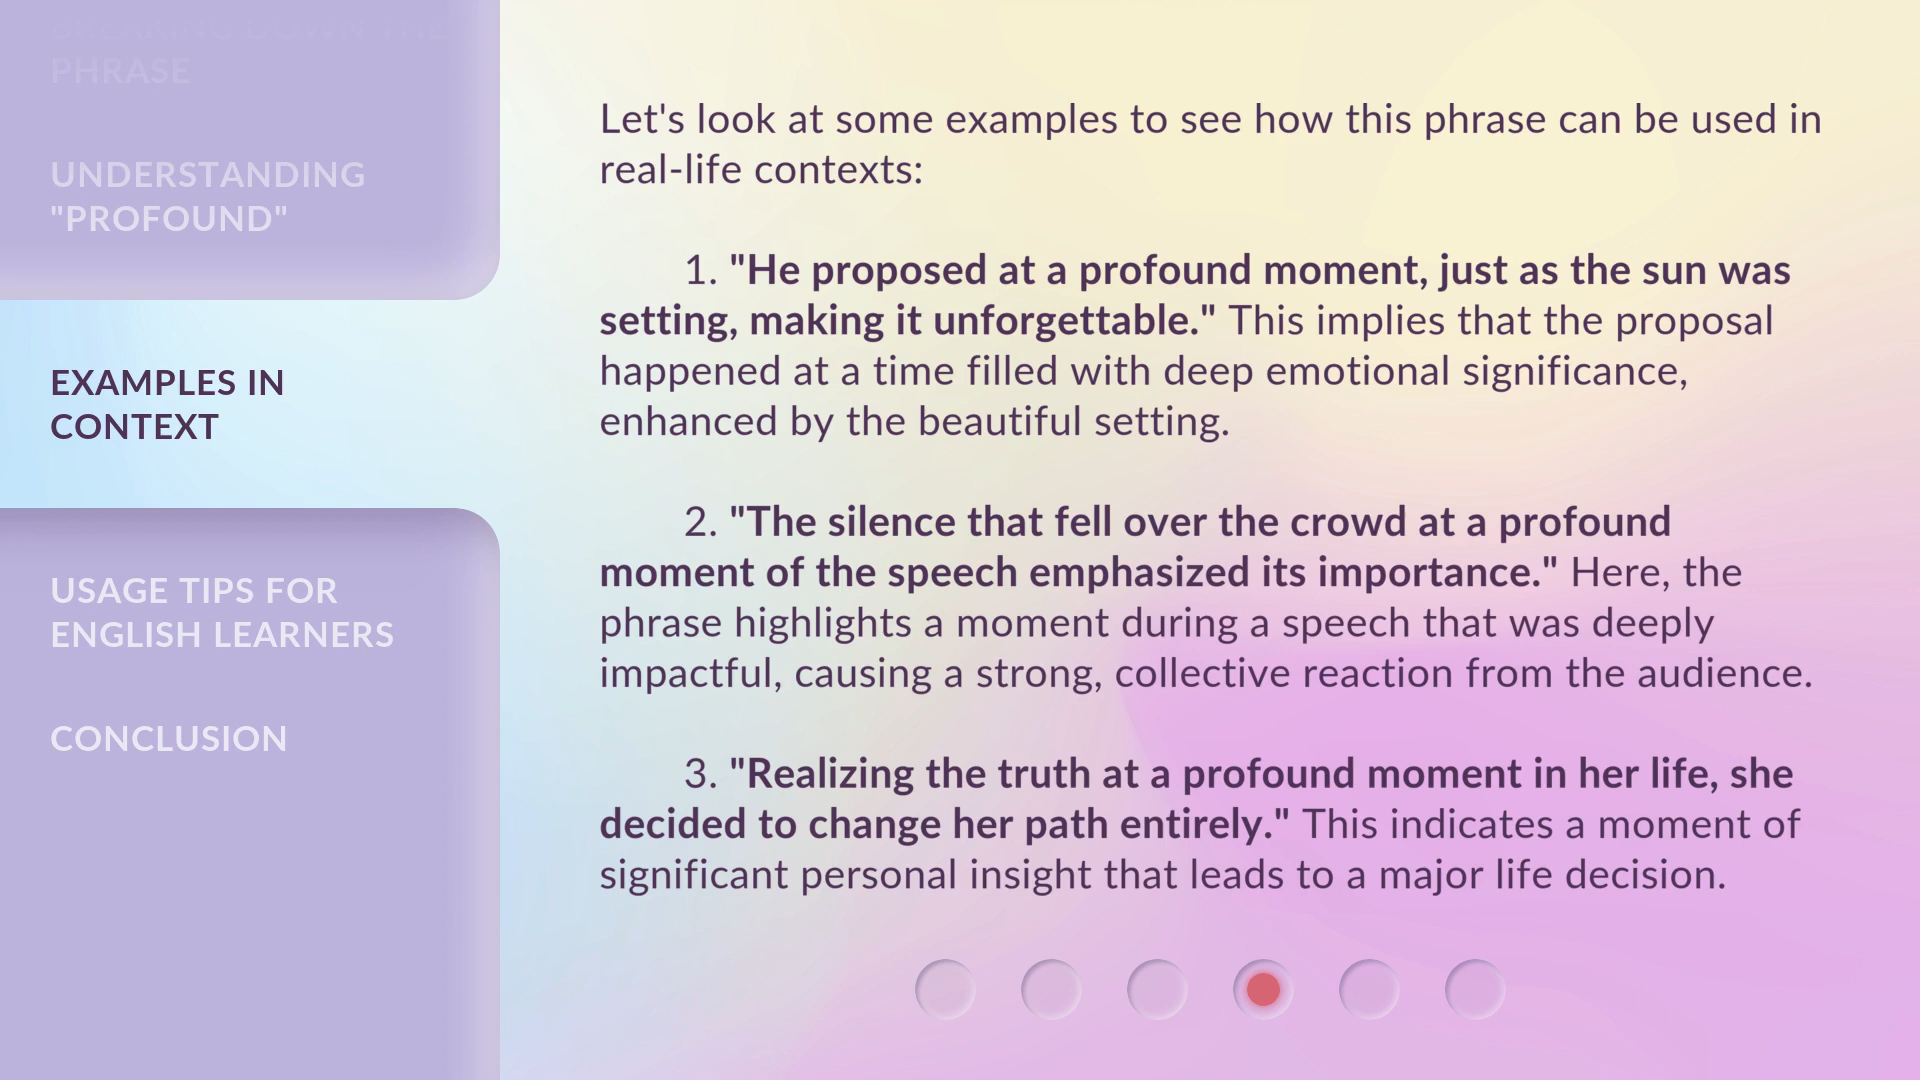 BREAKING DOWN THE
PHRASE
UNDERSTANDING
"PROFOUND"
EXAMPLES IN
CONTEXT
USAGE TIPS FOR
ENGLISH LEARNERS
CONCLUSION
Let's look at some examples to see how this phrase can be used in
real-life contexts:
1. "He proposed at a profound moment, just as the sun was
setting, making it unforgettable." This implies that the proposal
happened at a time filled with deep emotional significance,
enhanced by the beautiful setting.
2. "The silence that fell over the crowd at a profound
moment of the speech emphasized its importance." Here, the
phrase highlights a moment during a speech that was deeply
impactful, causing a strong, collective reaction from the audience.
3. "Realizing the truth at a profound moment in her life, she
decided to change her path entirely." This indicates a moment of
significant personal insight that leads to a major life decision.